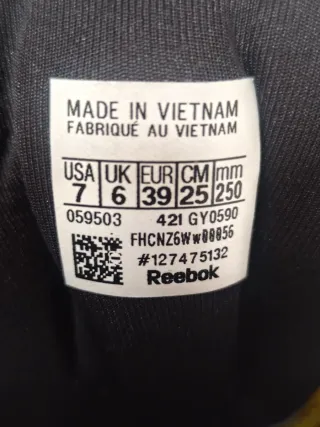 MADE IN VIETNAM
FABRIQUÉ AU VIETNAM
USA UK EUR CM mm
7 6 39 25 250
059503 421 GY0590
#127475132
Reebok